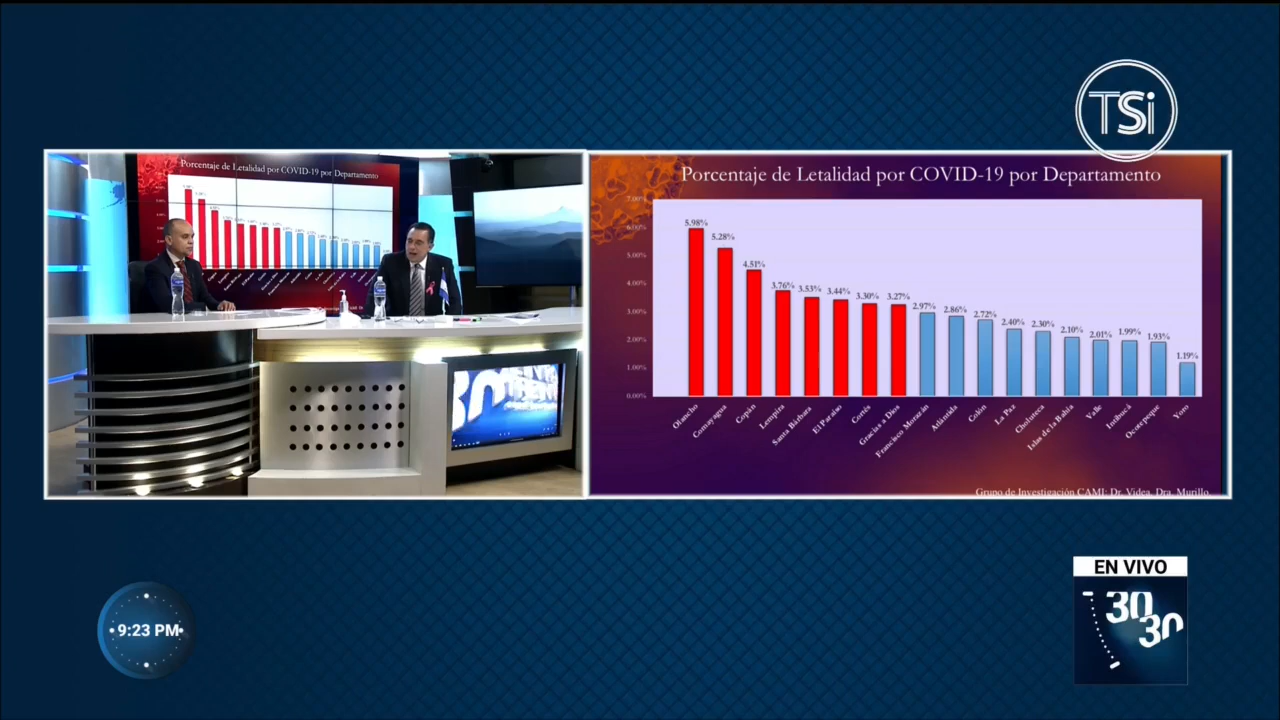 TSi
Porcentaje de Letalidad por COVID-19 por Departamento
Porcentaje de Letalidad por COVID-19 por Departamento
7.00%
6.00%
5.00%
4.00%
3.00%
2.00%
1.00%
0.00%
5.98%
5.28%
4.51%
3.76%
3.53%
3.44%
3.30%
3.27%
2.97%
2.86%
2.72%
2.40%
2.30%
2.10%
2.01%
1.99%
1.93%
1.19%
Olancho
Comayagua
Copán
Lempira
Santa Bárbara
El Paraíso
Cortés
Gracias a Dios
Francisco Morazán
Atlántida
Colón
La Paz
Choluteca
Islas de la Bahía
Valle
Intibucá
Ocotepeque
Yoro
Grupo de Investigación CAMI: Dr. Videa, Dra. Murillo.
9:23 PM
EN VIVO
30
30